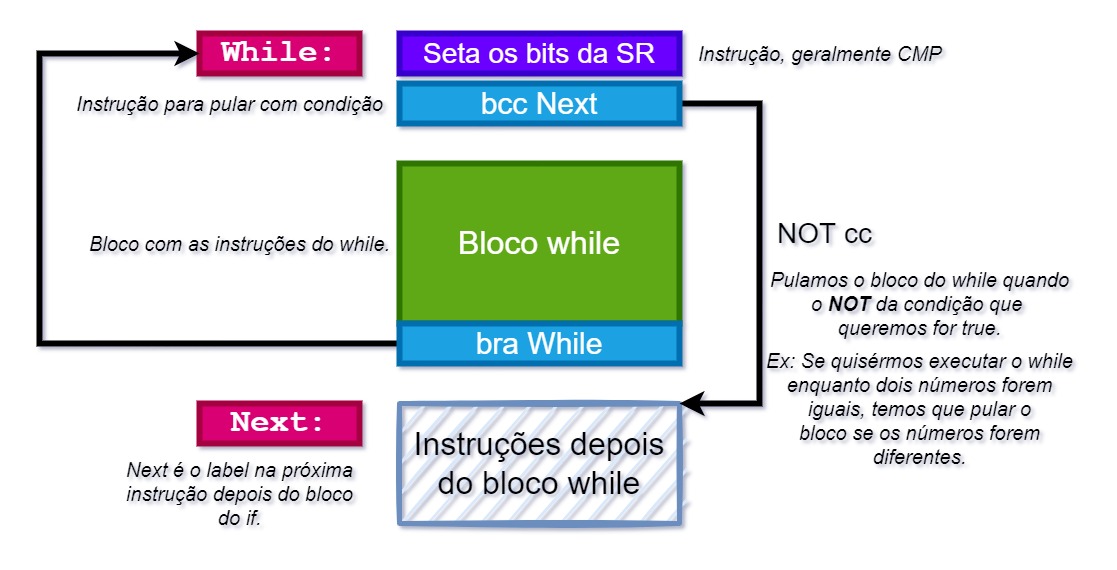 While:
Seta os bits da SR
Instrução, geralmente CMP
Instrução para pular com condição
bcc Next
Bloco com as instruções do while.
Bloco while
NOT cc
Pulamos o bloco do while quando
o NOT da condição que
queremos for true.
Ex: Se quisérmos executar o while
enquanto dois números forem
iguais, temos que pular o
bloco se os números forem
diferentes.
bra While
Next:
Instruções depois
do bloco while
Next é o label na próxima
instrução depois do bloco
do if.